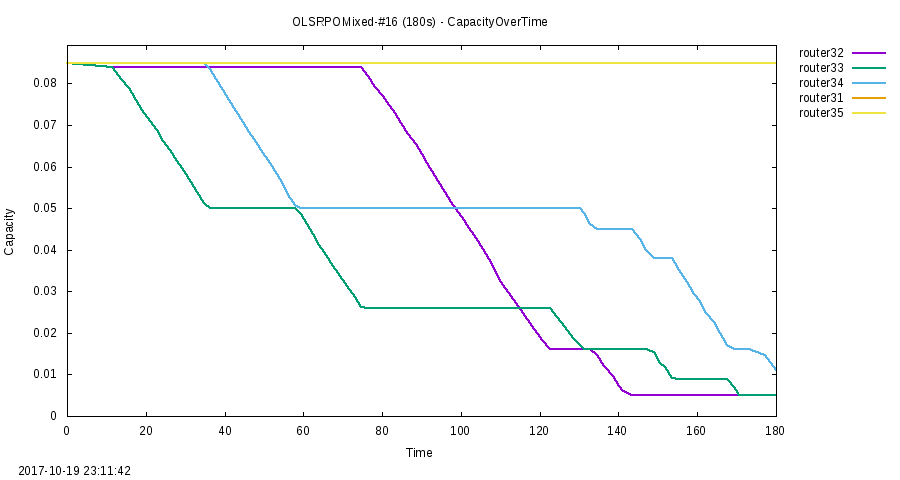 OLSRPOMixed-#16 (180s) - CapacityOverTime
router32
router33
router34
router31
router35
0.08
0.07
0.06
0.05
0.04
0.03
0.02
0.01
0
Capacity
0 20 40 60 80 100 120 140 160 180
Time
2017-10-19 23:11:42